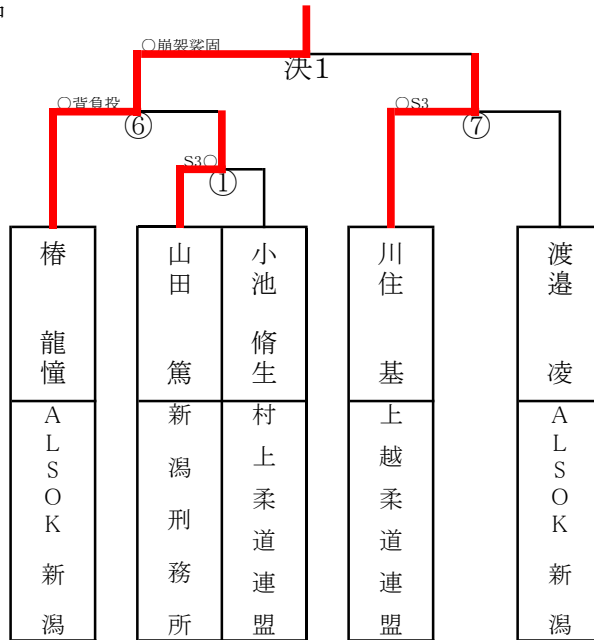 ○崩袈裟固
決1
○背負投
⑥
○S3
⑦
S3○
①
椿 龍憧
山田 篤
小池 脩生
川住 基
渡邉 凌
ALSOK新潟
新潟刑務所
村上柔道連盟
上越柔道連盟
ALSOK新潟